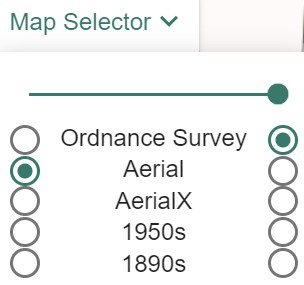 Map Selector
Ordnance Survey
Aerial
AerialX
1950s
1890s